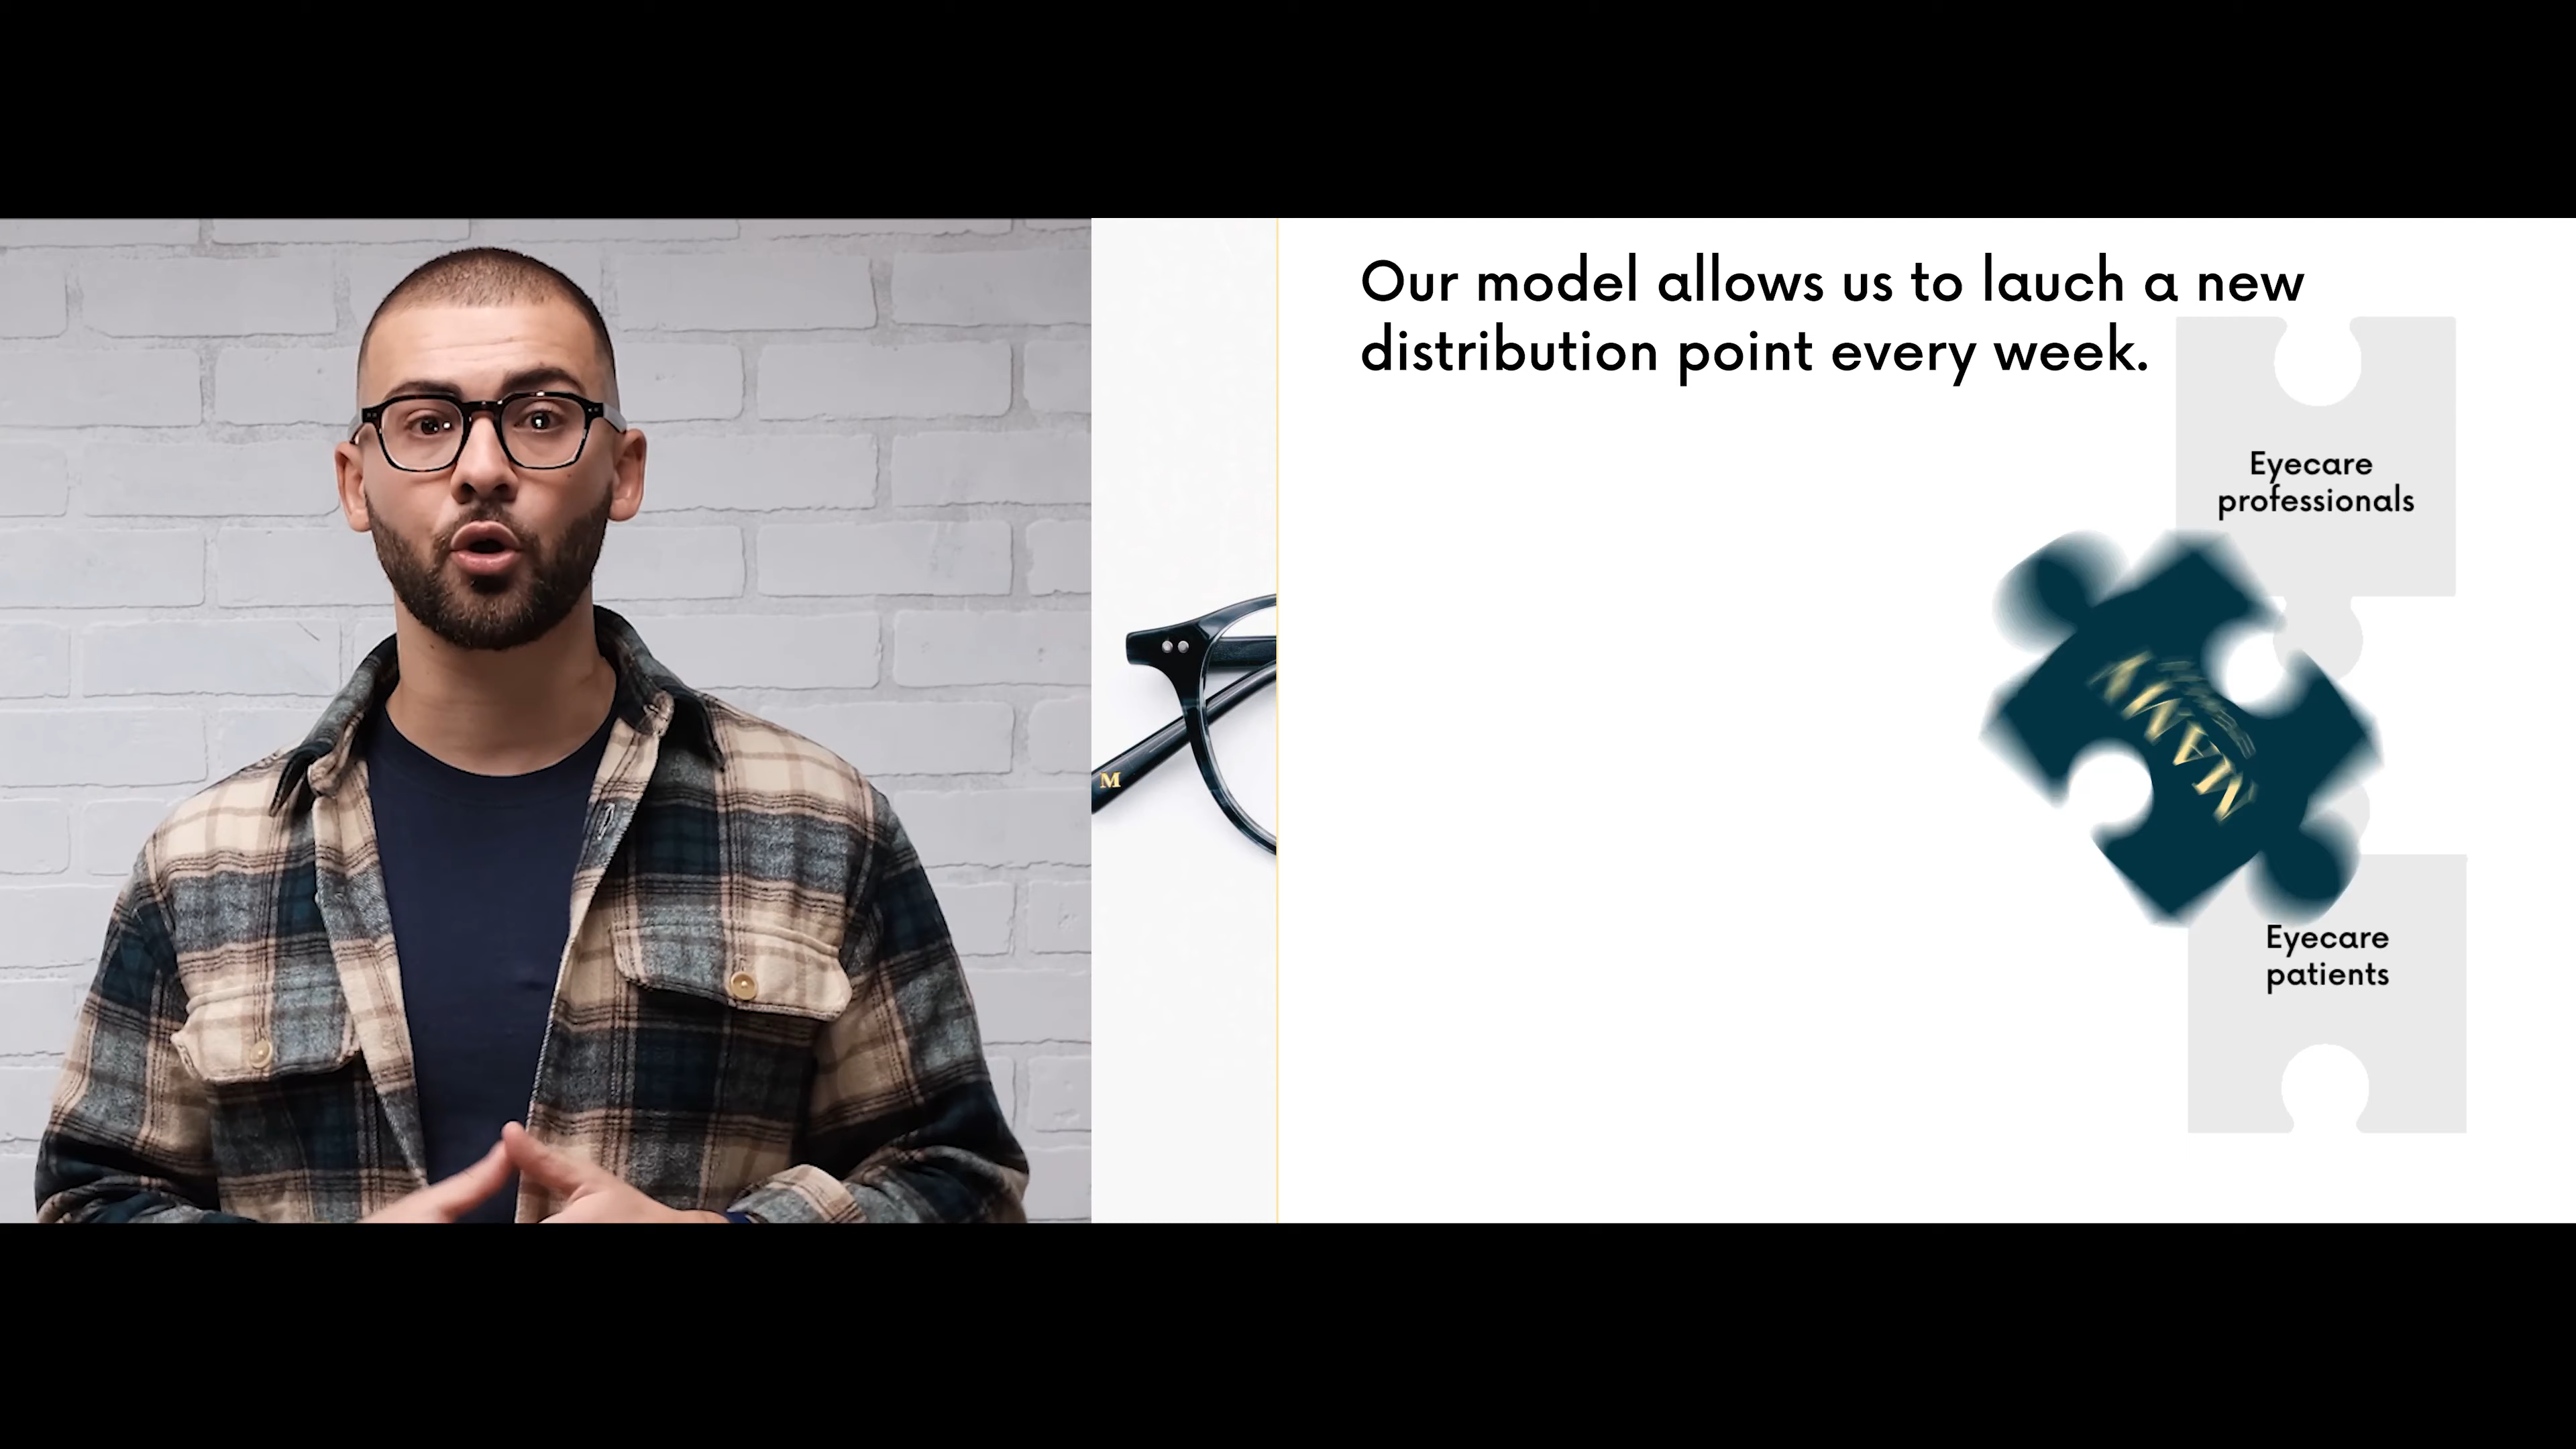 Our model allows us to lauch a new
distribution point every week.
Eyecare
professionals
M
Eyecare
patients